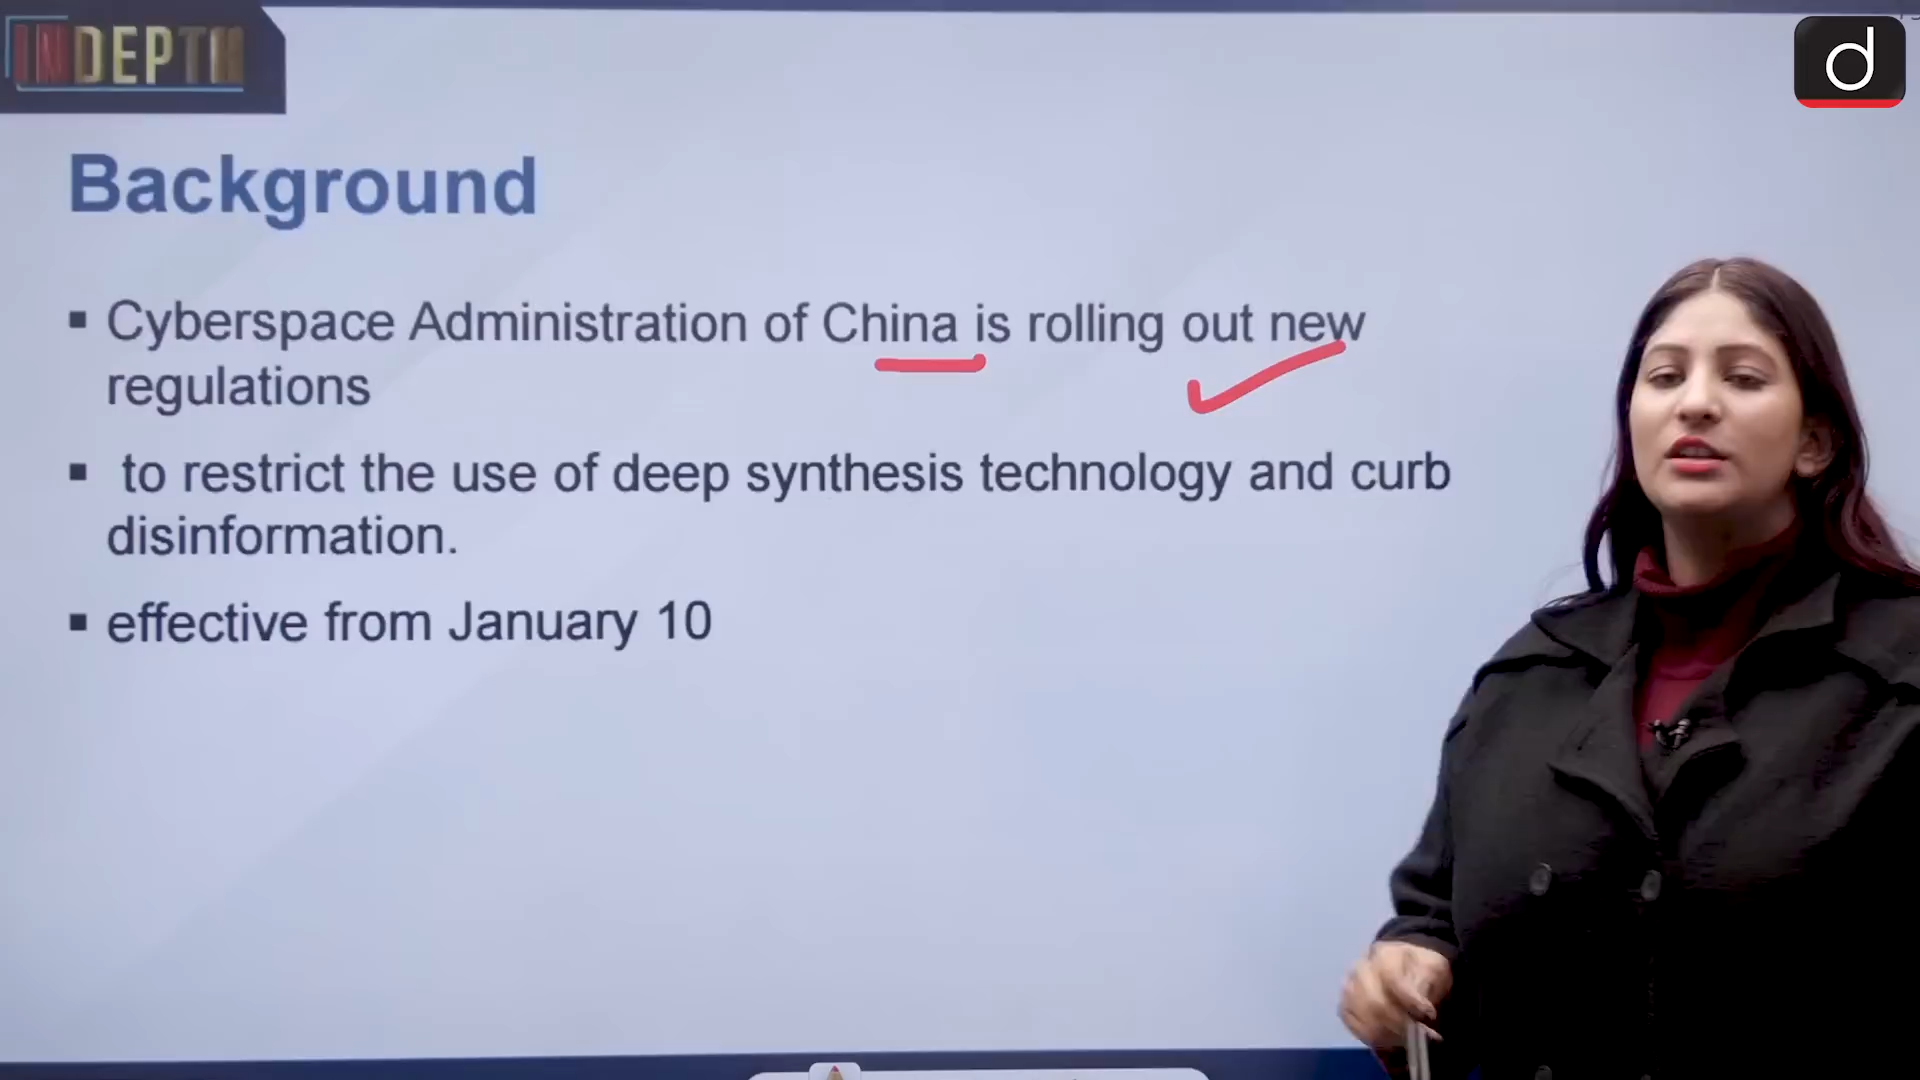 INDEPTH
d
Background
▪ Cyberspace Administration of China is rolling out new
regulations
▪ to restrict the use of deep synthesis technology and curb
disinformation.
▪ effective from January 10